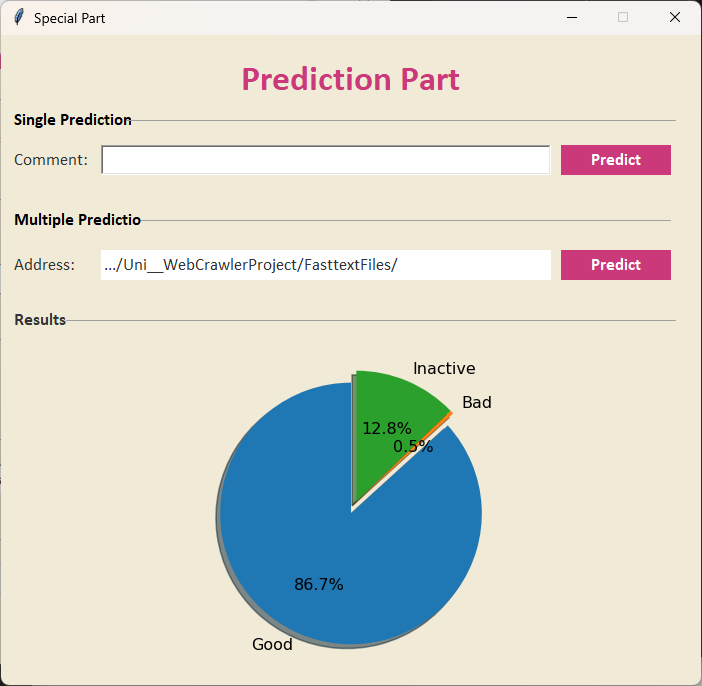 Special Part
Prediction Part
Single Prediction
Comment:
Predict
Multiple Predictio
Address: .../Uni__WebCrawlerProject/FasttextFiles/
Predict
Results
Inactive
Bad
12.8%
0.5%
86.7%
Good